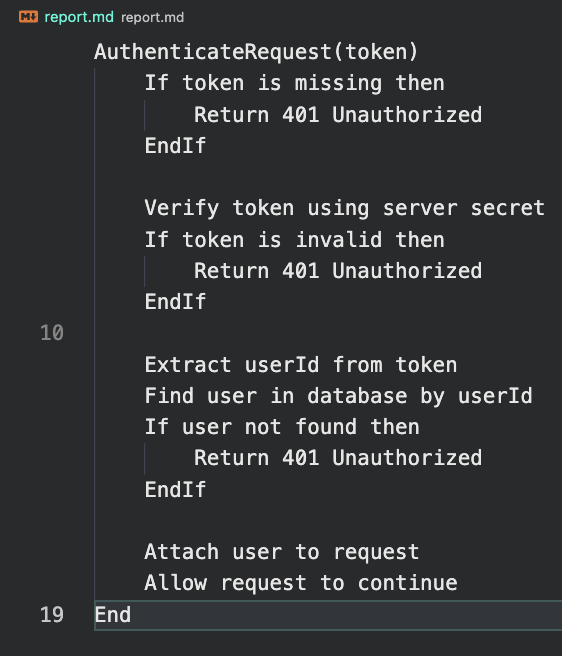 report.md report.md
AuthenticateRequest(token)
If token is missing then
Return 401 Unauthorized
EndIf
Verify token using server secret
If token is invalid then
Return 401 Unauthorized
EndIf
10
Extract userId from token
Find user in database by userId
If user not found then
Return 401 Unauthorized
EndIf
Attach user to request
Allow request to continue
19 End